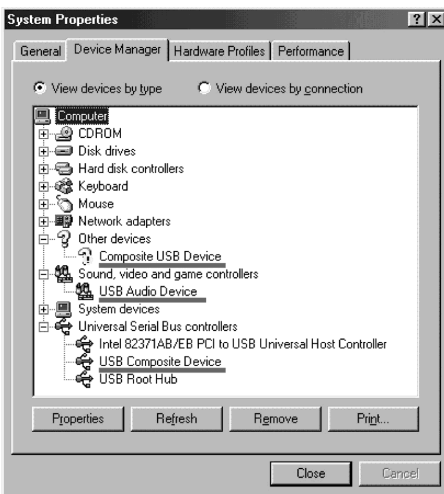 System Properties
General Device Manager Hardware Profiles Performance
View devices by type View devices by connection
Computer
CDROM
Disk drives
Hard disk controllers
Keyboard
Mouse
Network adapters
Other devices
Composite USB Device
Sound, video and game controllers
USB Audio Device
System devices
Universal Serial Bus controllers
Intel 82371AB/EB PCI to USB Universal Host Controller
USB Composite Device
USB Root Hub
Properties Refresh Remove Print...
Close Cancel